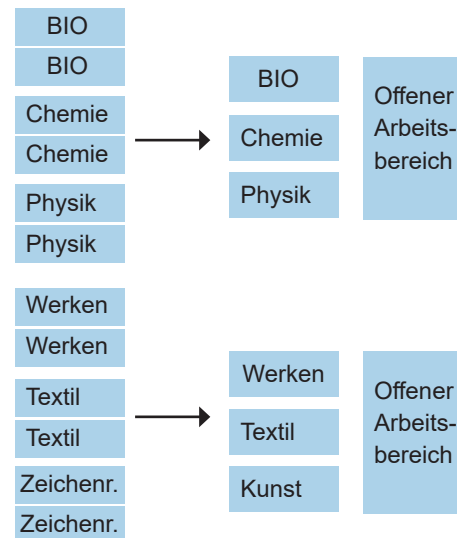 BIO
BIO
Chemie
Chemie
Physik
Physik
BIO
Chemie
Physik
Offener
Arbeits-
bereich
Werken
Werken
Textil
Textil
Zeichenr.
Zeichenr.
Werken
Textil
Kunst
Offener
Arbeits-
bereich